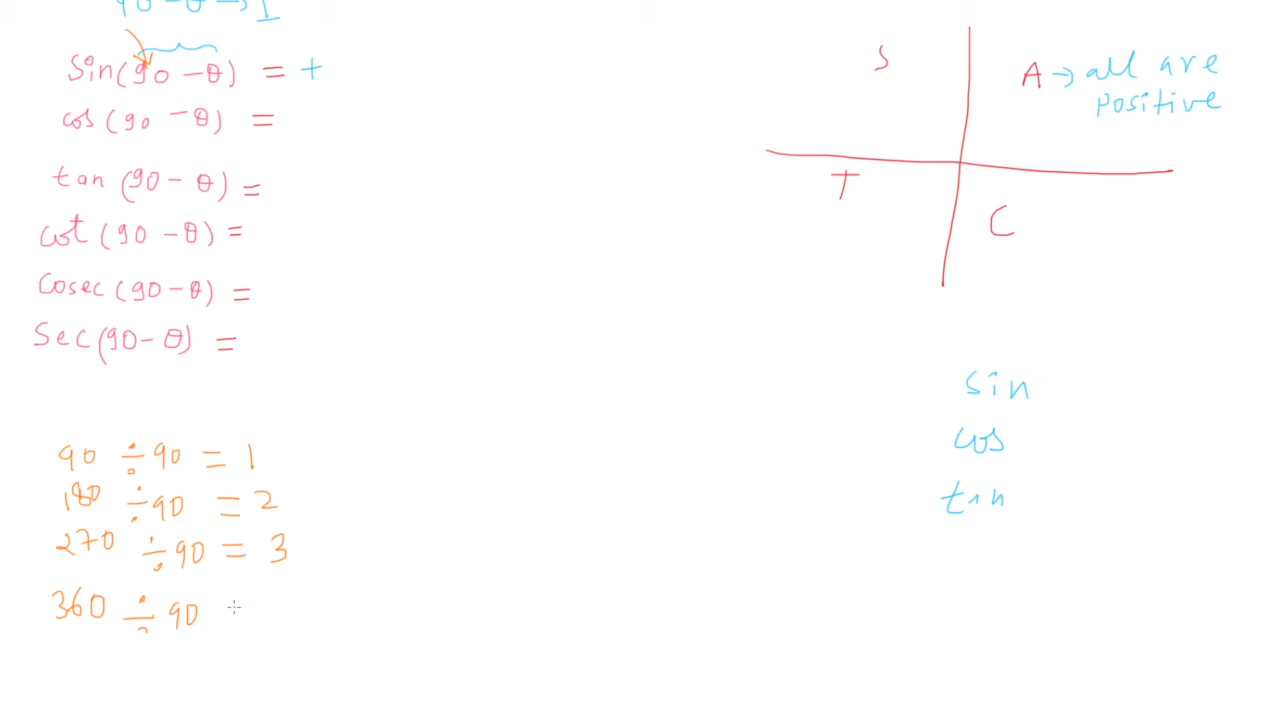 90 - θ → I
Sin(90 - θ) = +
cos(90 - θ) =
tan(90 - θ) =
cot(90 - θ) =
Cosec(90 - θ) =
Sec(90 - θ) =
90 ÷ 90 = 1
180 ÷ 90 = 2
270 ÷ 90 = 3
360 ÷ 90
S
A → all are
positive
T
C
sin
cos
tan